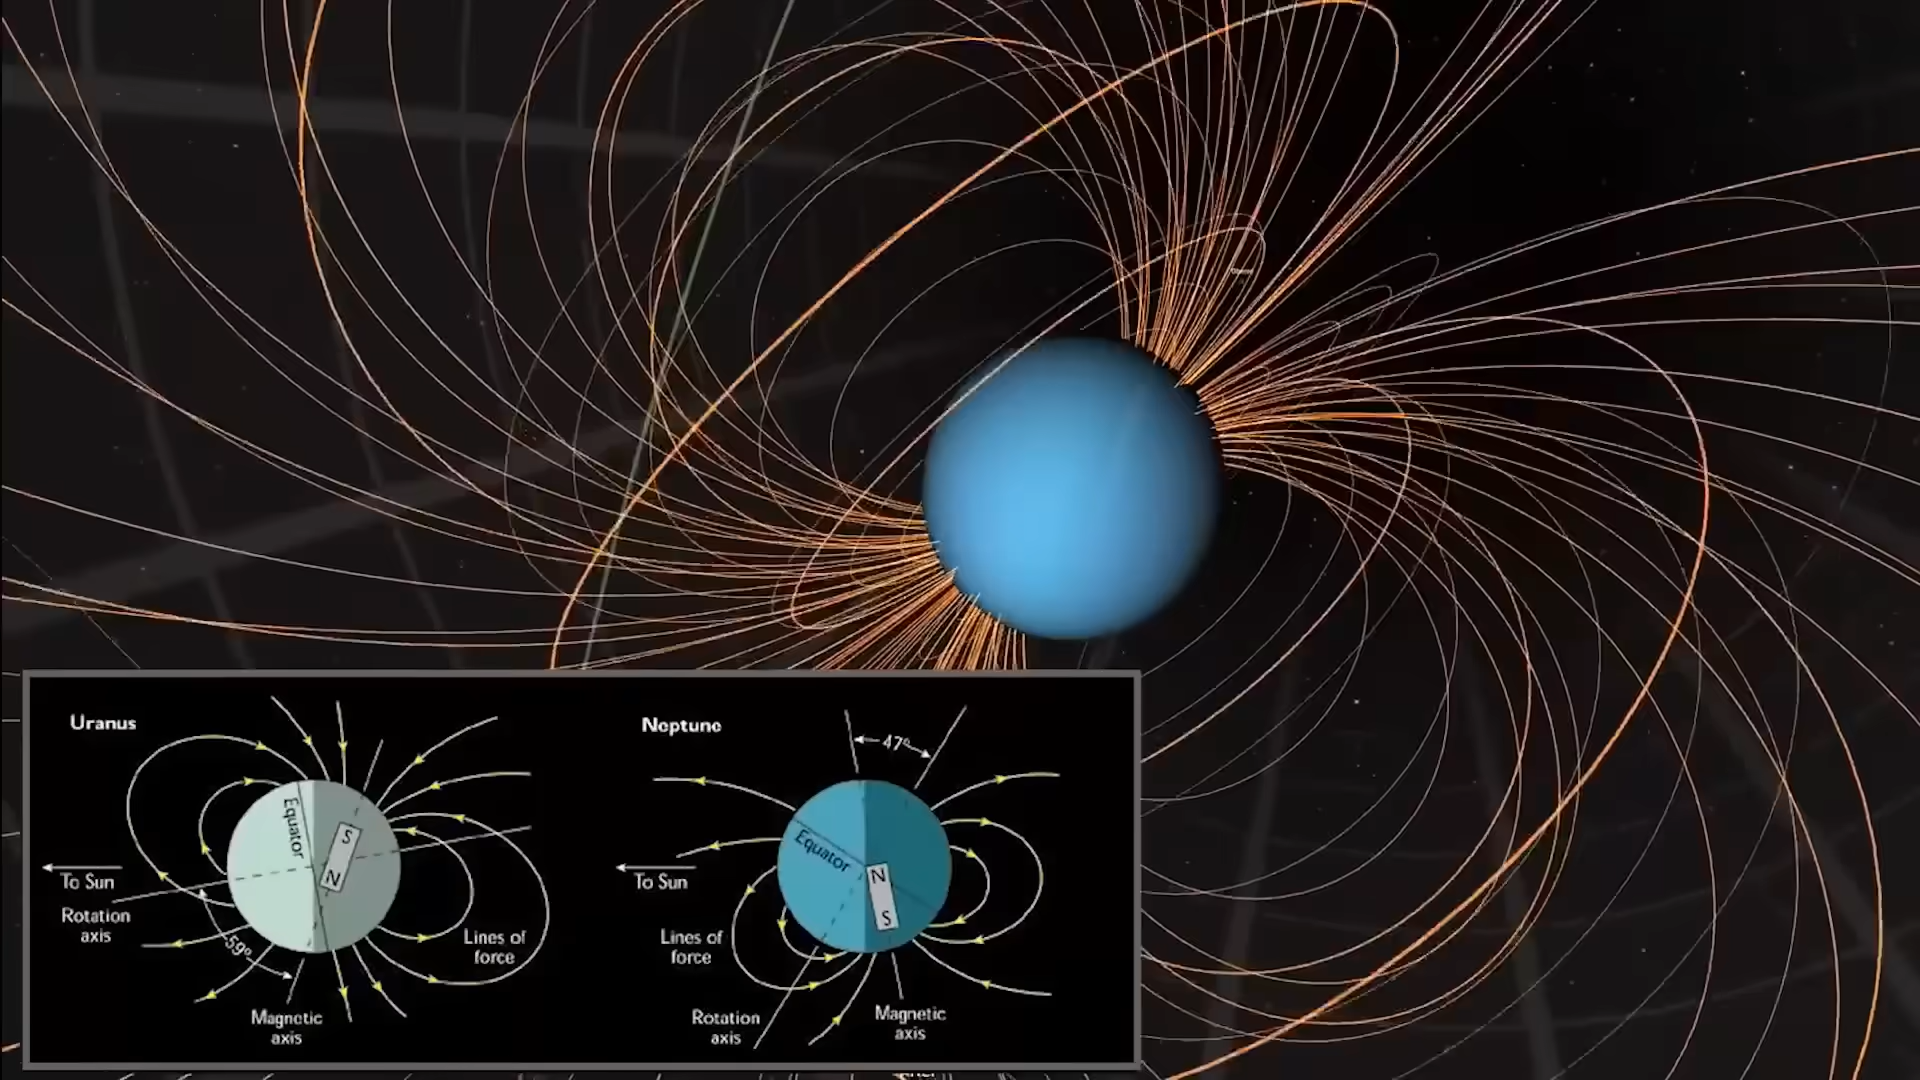 Uranus
Equator
S
N
To Sun
Rotation
axis
59°
Magnetic
axis
Lines of
force
Neptune
47°
Equator
N
S
To Sun
Lines of
force
Rotation
axis
Magnetic
axis